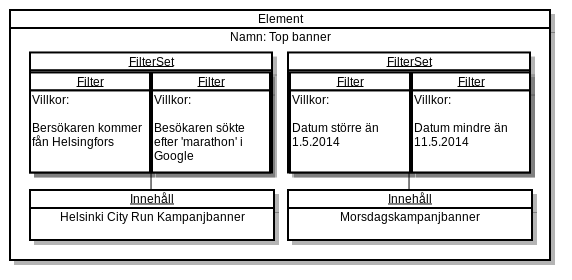 Element
Namn: Top banner
FilterSet
Filter
Villkor:
Bersökaren kommer
fån Helsingfors
Filter
Villkor:
Besökaren sökte
efter 'marathon' i
Google
Innehåll
Helsinki City Run Kampanjbanner
FilterSet
Filter
Villkor:
Datum större än
1.5.2014
Filter
Villkor:
Datum mindre än
11.5.2014
Innehåll
Morsdagskampanjbanner